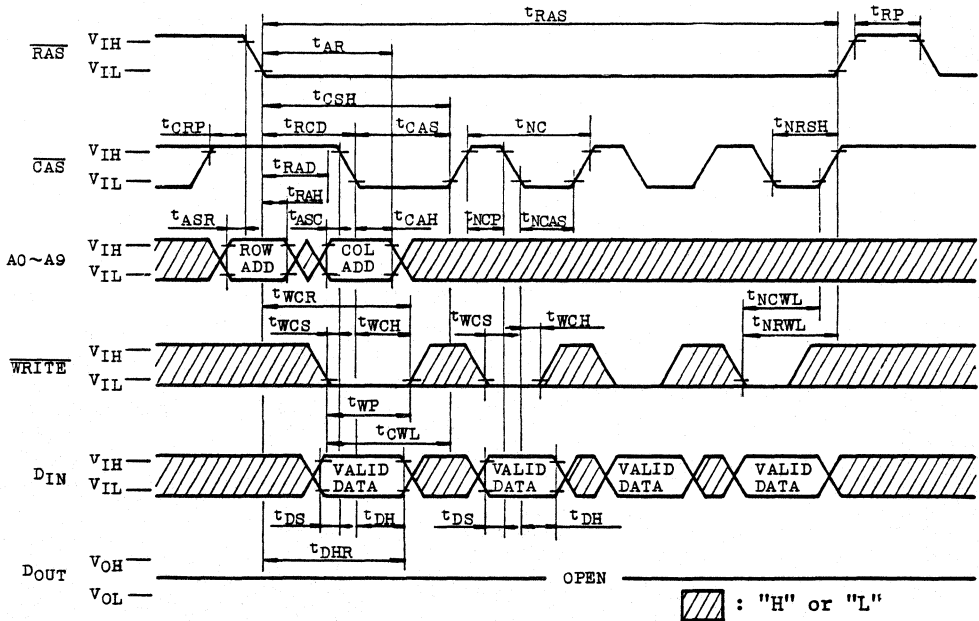 tRAS
tRP
RAS
VIH
VIL
tAR
tCSH
tCRP
tRCD
tCAS
tNC
tNRSH
CAS
VIH
VIL
tRAD
tRAH
tASR
tASC
tCAH
tNCP
tNCAS
A0~A9
VIH
VIL
ROW
ADD
COL
ADD
tWCR
tNCWL
tWCS
tWCH
tWCS
tWCH
tNRWL
WRITE
VIH
VIL
tWP
tCWL
DIN
VIH
VIL
VALID
DATA
VALID
DATA
VALID
DATA
VALID
DATA
tDS
tDH
tDS
tDH
tDHR
DOUT
VOH
VOL
OPEN
: "H" or "L"